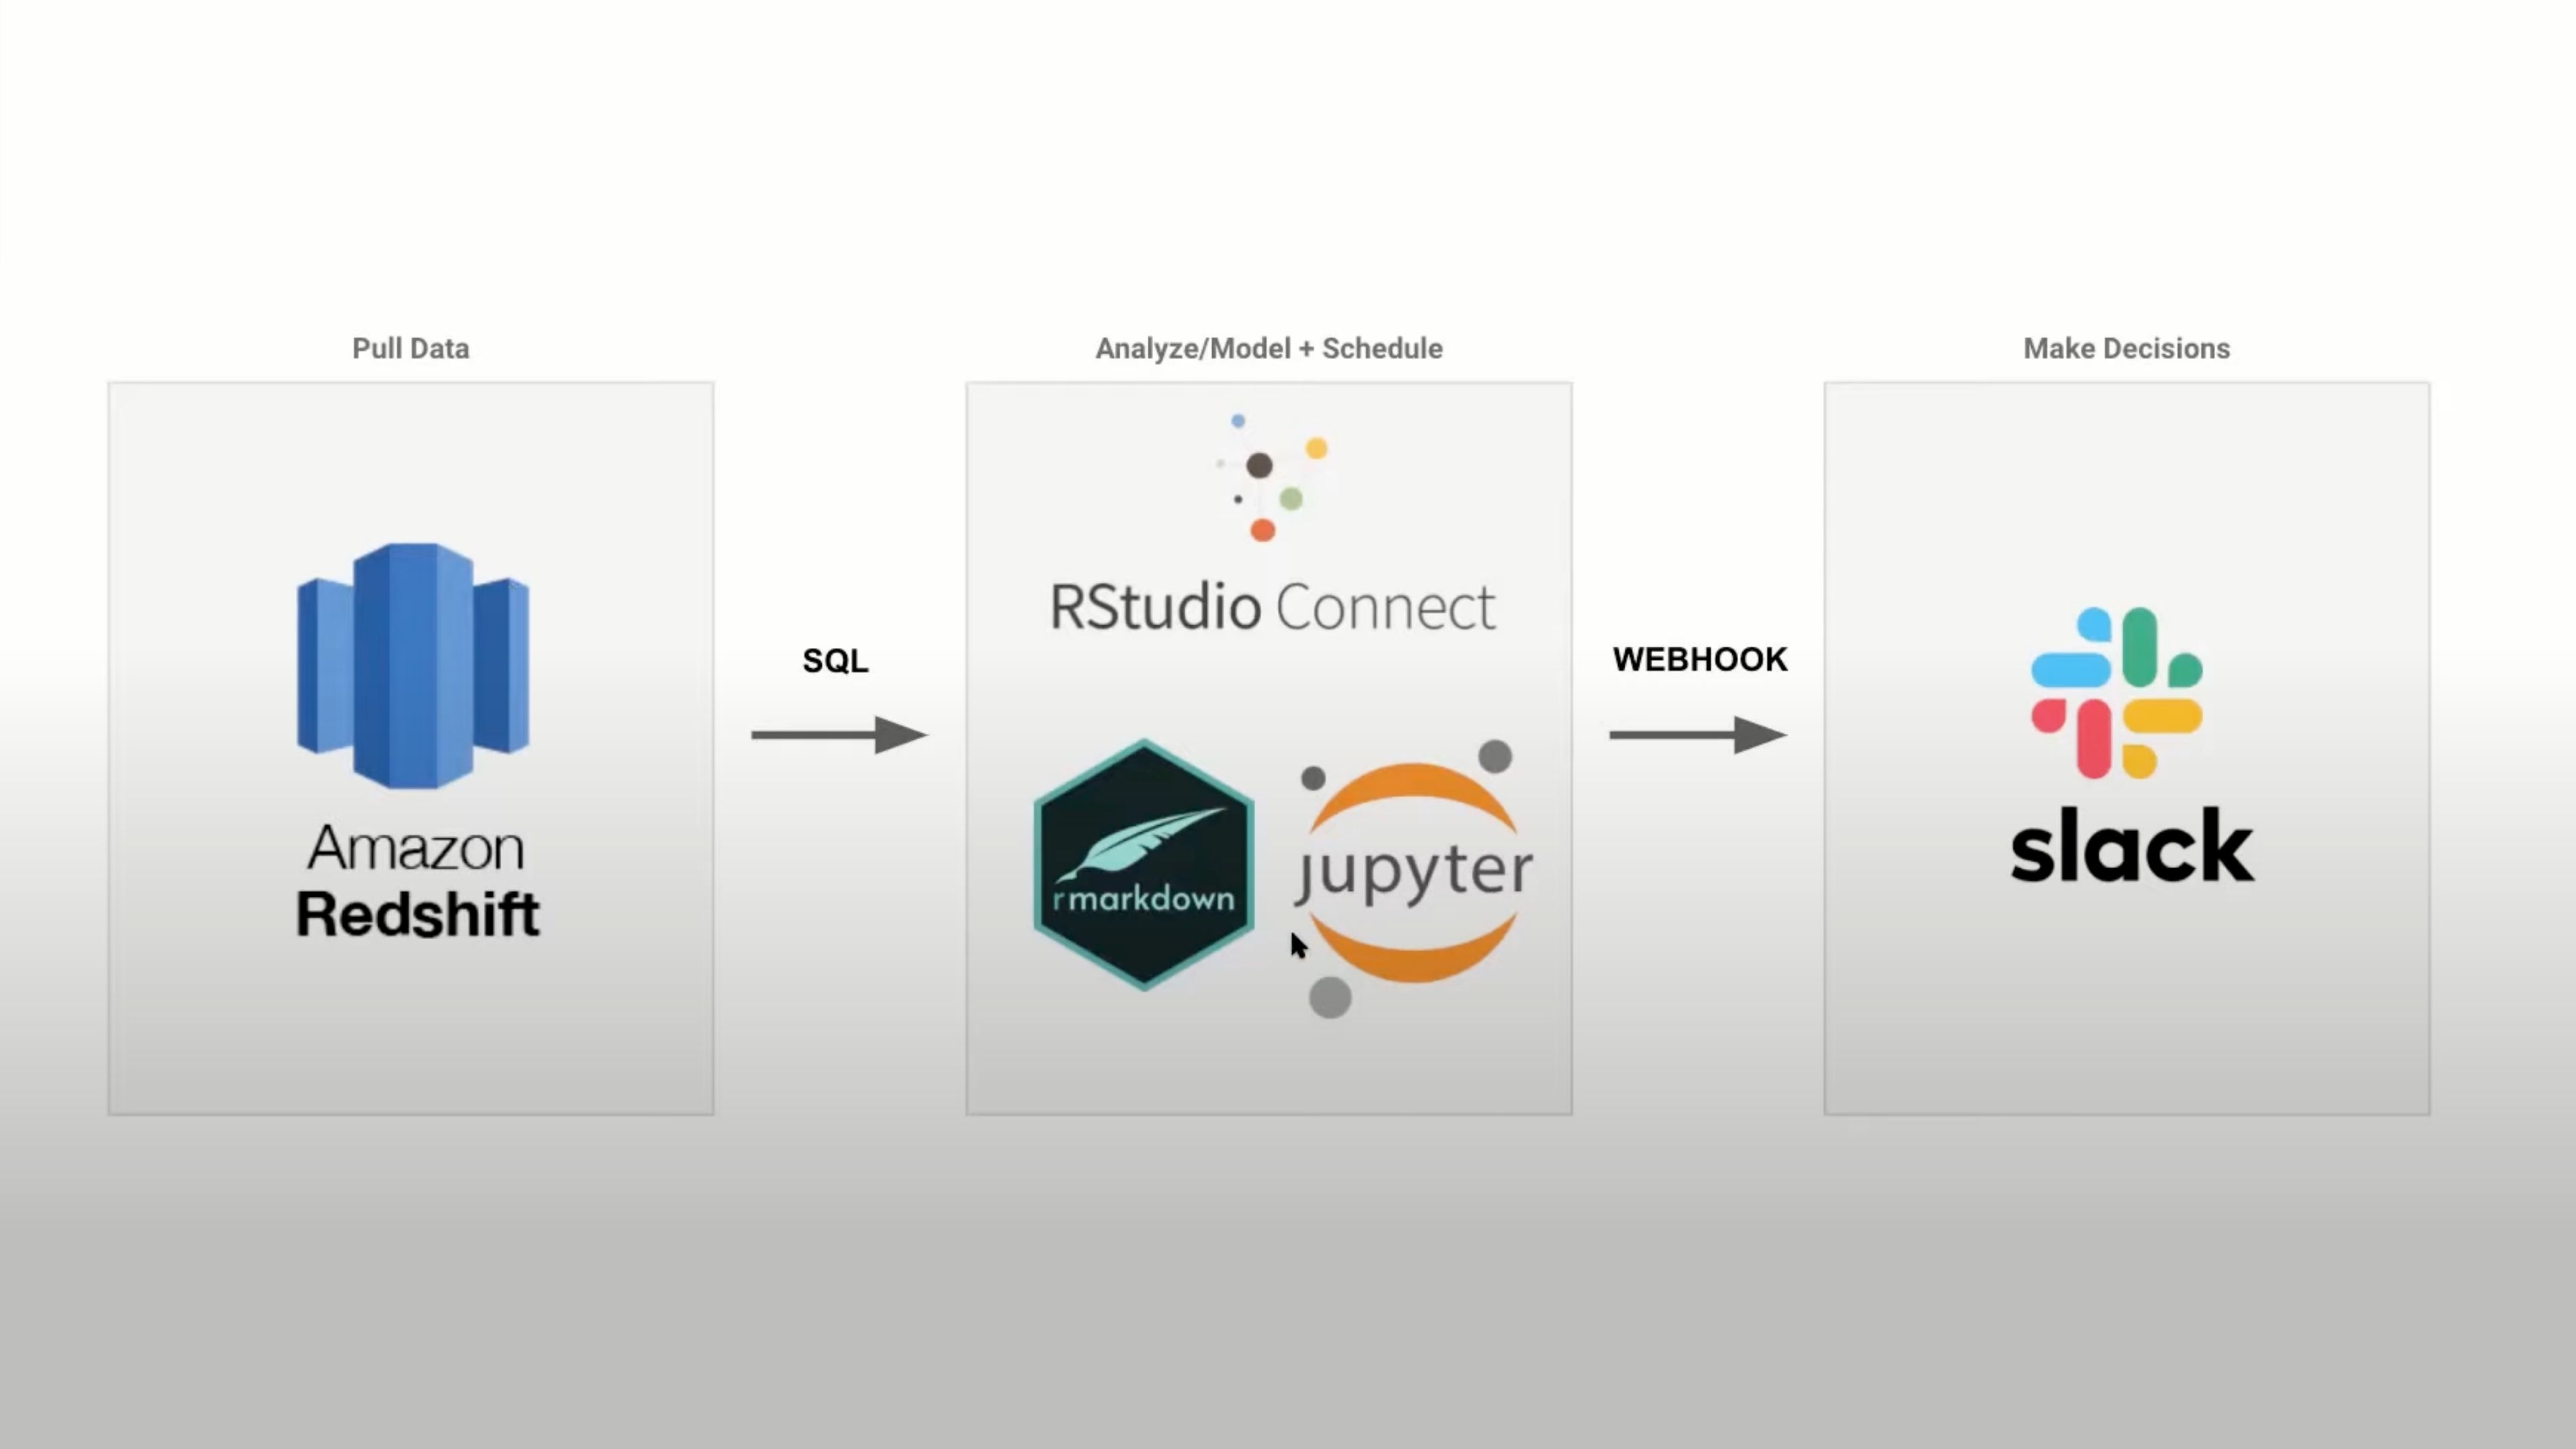 Pull Data
Analyze/Model + Schedule
Make Decisions
Amazon
Redshift
SQL
RStudio Connect
rmarkdown
jupyter
WEBHOOK
slack